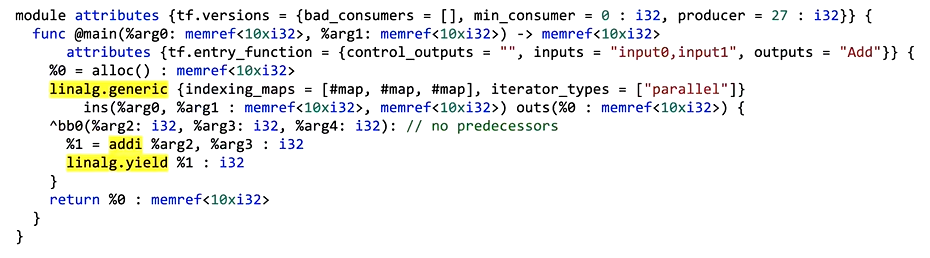 module attributes {tf.versions = {bad_consumers = [], min_consumer = 0 : i32, producer = 27 : i32}} {
  func @main(%arg0: memref<10xi32>, %arg1: memref<10xi32>) -> memref<10xi32>
      attributes {tf.entry_function = {control_outputs = "", inputs = "input0,input1", outputs = "Add"}} {
    %0 = alloc() : memref<10xi32>
    linalg.generic {indexing_maps = [#map, #map, #map], iterator_types = ["parallel"]}
        ins(%arg0, %arg1 : memref<10xi32>, memref<10xi32>) outs(%0 : memref<10xi32>) {
    ^bb0(%arg2: i32, %arg3: i32, %arg4: i32): // no predecessors
      %1 = addi %arg2, %arg3 : i32
      linalg.yield %1 : i32
    }
    return %0 : memref<10xi32>
  }
}